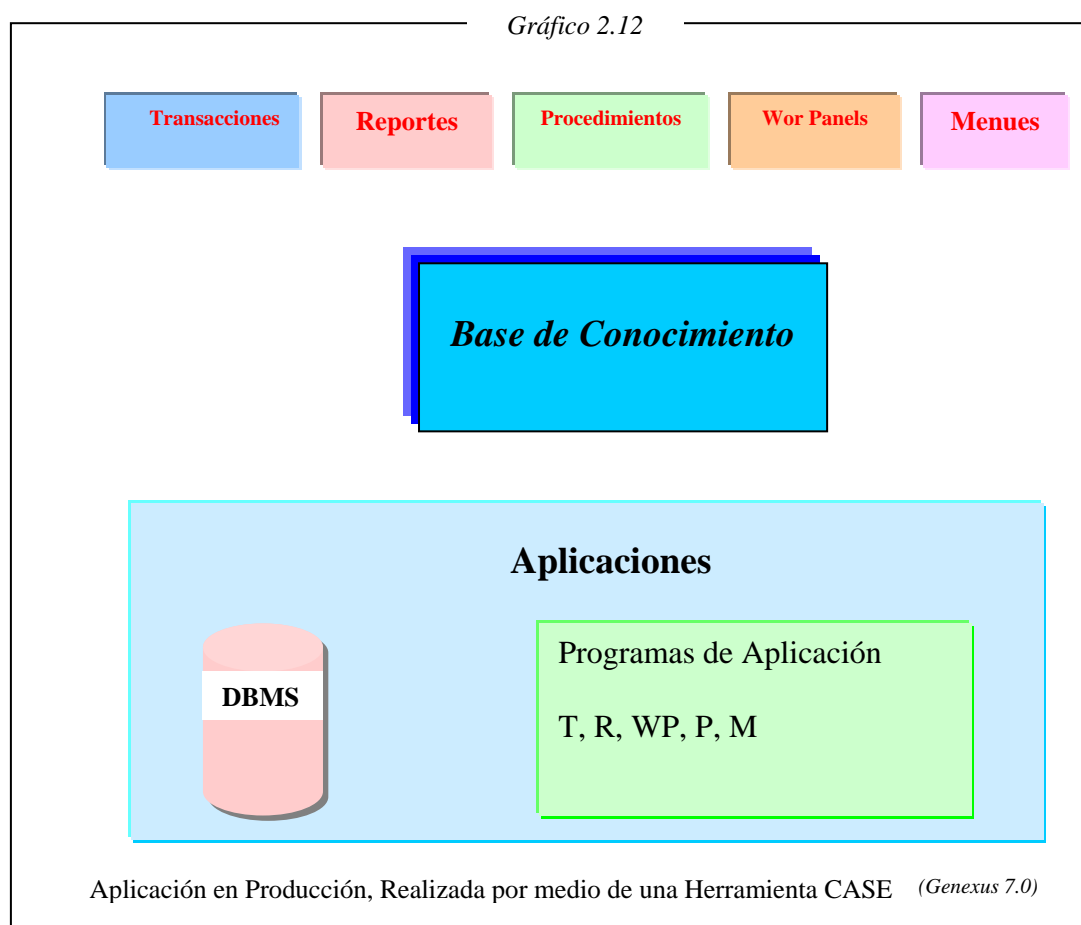 Gráfico 2.12
Transacciones
Reportes
Procedimientos
Wor Panels
Menues
Base de Conocimiento
Aplicaciones
DBMS
Programas de Aplicación
T, R, WP, P, M
Aplicación en Producción, Realizada por medio de una Herramienta CASE (Genexus 7.0)